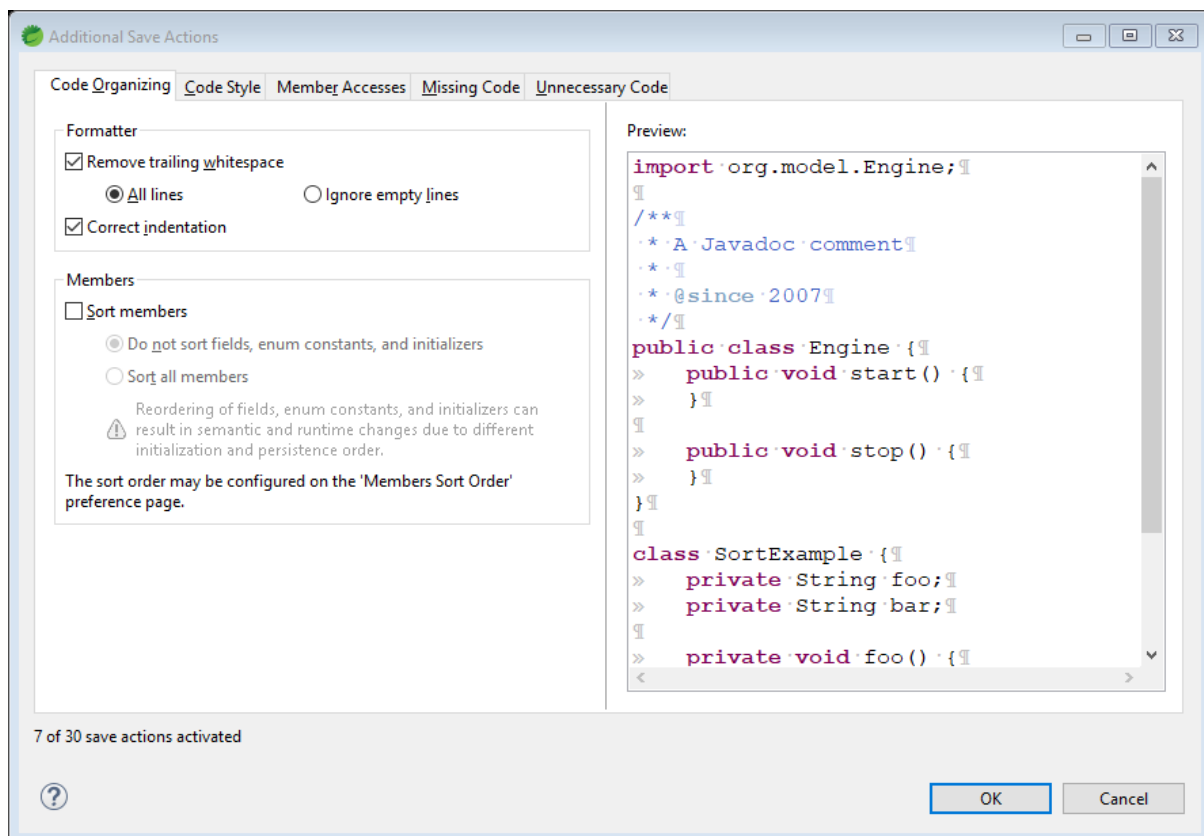 Additional Save Actions
Code Organizing Code Style Member Accesses Missing Code Unnecessary Code
Formatter
Remove trailing whitespace
All lines Ignore empty lines
Correct indentation
Members
Sort members
Do not sort fields, enum constants, and initializers
Sort all members
Reordering of fields, enum constants, and initializers can
result in semantic and runtime changes due to different
initialization and persistence order.
The sort order may be configured on the 'Members Sort Order'
preference page.
Preview:
import·org.model.Engine;¶
¶
/**¶
·*·A·Javadoc·comment¶
·*·¶
·*·@since·2007¶
·*/¶
public·class·Engine·{¶
»	public·void·start()·{¶
»	}¶
¶
»	public·void·stop()·{¶
»	}¶
}¶
¶
class·SortExample·{¶
»	private·String·foo;¶
»	private·String·bar;¶
¶
»	private·void·foo()·{¶
7 of 30 save actions activated
?
OK Cancel